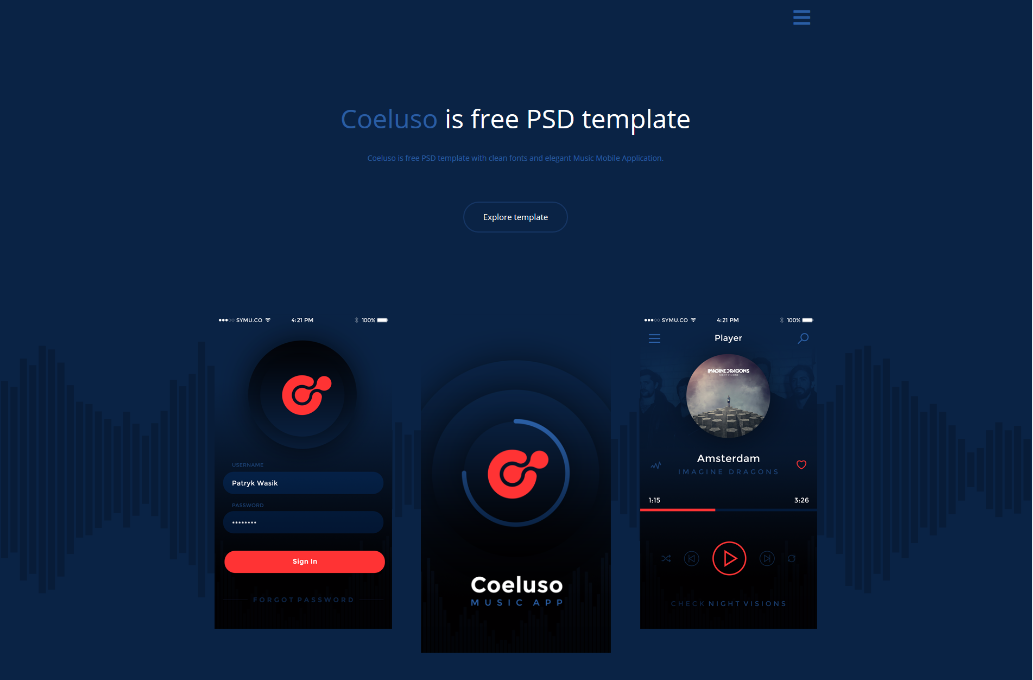 Coeluso is free PSD template
Coeluso is free PSD template with clean fonts and elegant Music Mobile Application.
Explore template
SYMU.CO
4:21 PM
100%
USERNAME
Patryk Wasik
PASSWORD
Sign In
FORGOT PASSWORD
Coeluso
MUSIC APP
SYMU.CO
4:21 PM
100%
Player
IMAGINE DRAGONS
Amsterdam
IMAGINE DRAGONS
1:15
3:26
CHECK NIGHT VISIONS